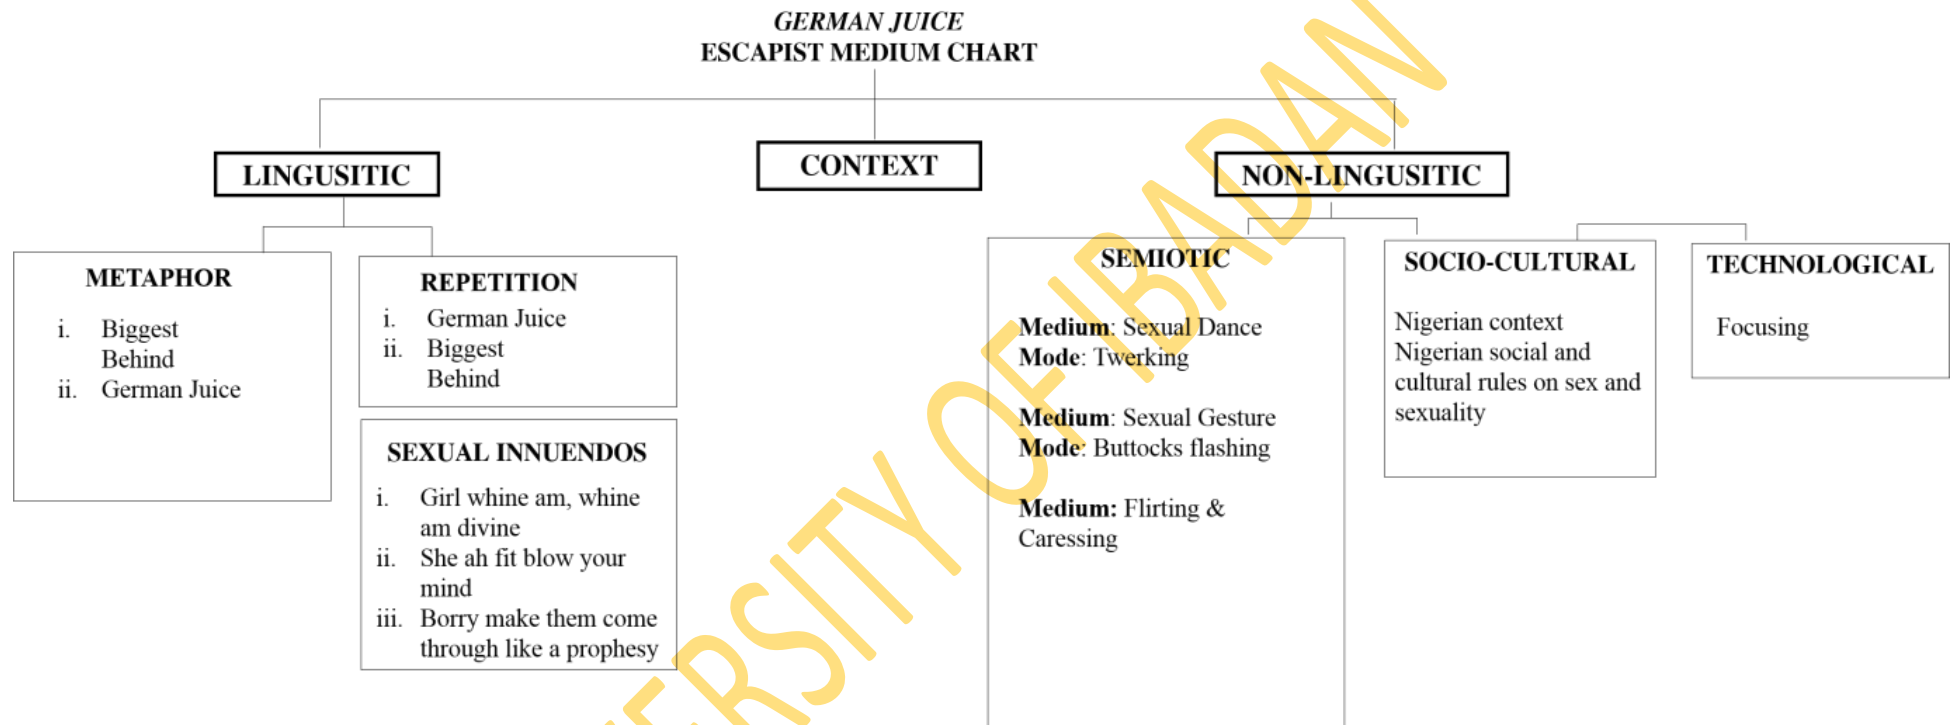 GERMAN JUICE
ESCAPIST MEDIUM CHART
LINGUSITIC
CONTEXT
NON-LINGUSITIC
METAPHOR
i. Biggest
Behind
ii. German Juice
REPETITION
i. German Juice
ii. Biggest
Behind
SEXUAL INNUENDOS
i. Girl whine am, whine
am divine
ii. She ah fit blow your
mind
iii. Borry make them come
through like a prophesy
SEMIOTIC
Medium: Sexual Dance
Mode: Twerking
Medium: Sexual Gesture
Mode: Buttocks flashing
Medium: Flirting &
Caressing
SOCIO-CULTURAL
Nigerian context
Nigerian social and
cultural rules on sex and
sexuality
TECHNOLOGICAL
Focusing
ERSITY OF IBADAN